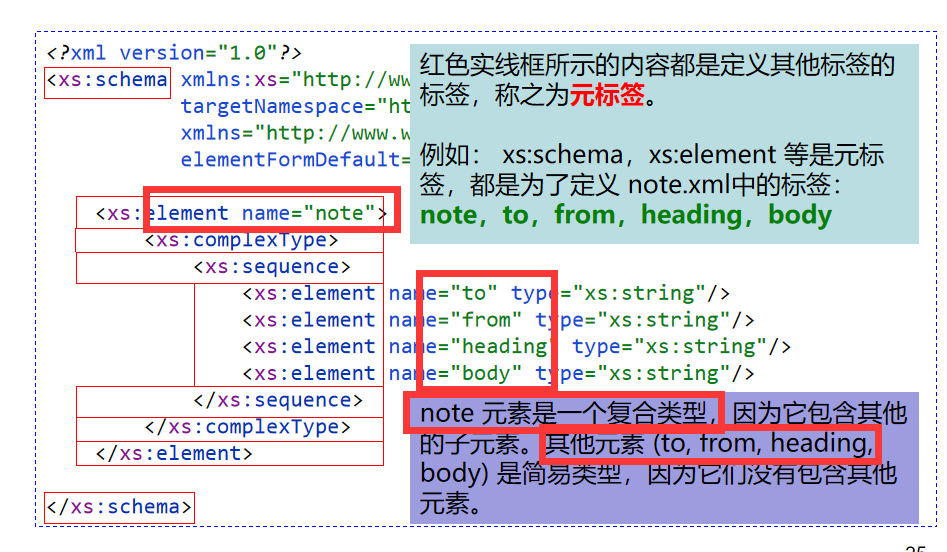 <?xml version="1.0"?>
<xs:schema xmlns:xs="http://ww
targetNamespace="ht
xmlns="http://www.w
elementFormDefault=
<xs:element name="note">
<xs:complexType>
<xs:sequence>
<xs:element name="to" type="xs:string"/>
<xs:element name="from" type="xs:string"/>
<xs:element name="heading" type="xs:string"/>
<xs:element name="body" type="xs:string"/>
</xs:sequence>
</xs:complexType>
</xs:element>
</xs:schema>
红色实线框所示的内容都是定义其他标签的
标签，称之为元标签。
例如： xs:schema，xs:element 等是元标
签，都是为了定义 note.xml中的标签：
note，to，from，heading，body
note 元素是一个复合类型，因为它包含其他
的子元素。其他元素 (to, from, heading,
body) 是简易类型，因为它们没有包含其他
元素。